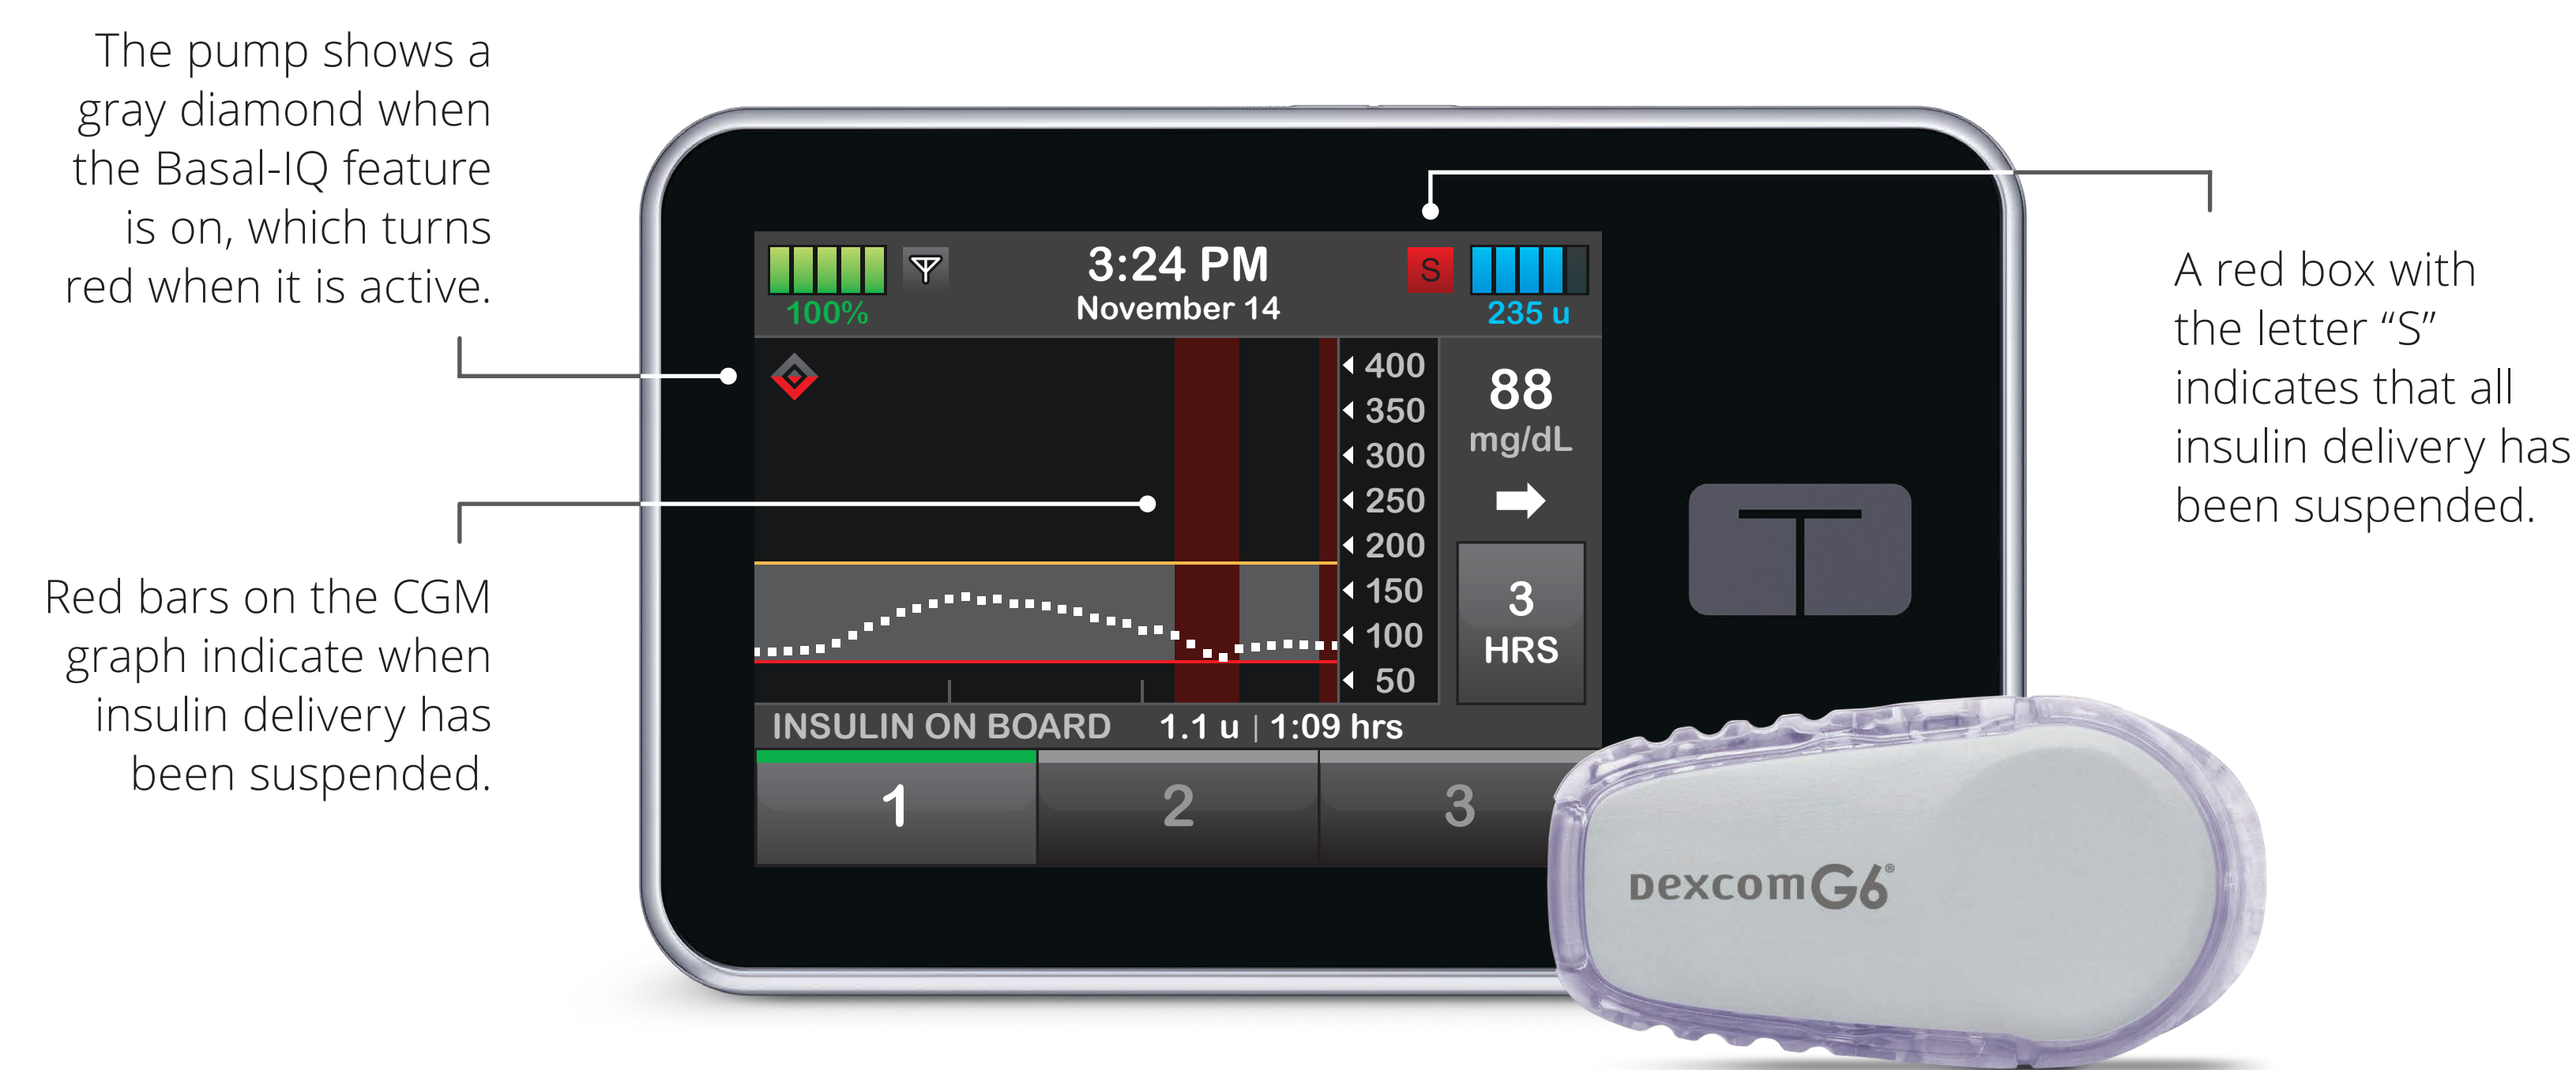 The pump shows a
gray diamond when
the Basal-IQ feature
is on, which turns
red when it is active.
Red bars on the CGM
graph indicate when
insulin delivery has
been suspended.
100%
3:24 PM
November 14
S
235 u
400
350
300
250
200
150
100
50
88
mg/dL
3
HRS
INSULIN ON BOARD 1.1 u | 1:09 hrs
1 2 3
T
DexcomG6®
A red box with
the letter “S”
indicates that all
insulin delivery has
been suspended.